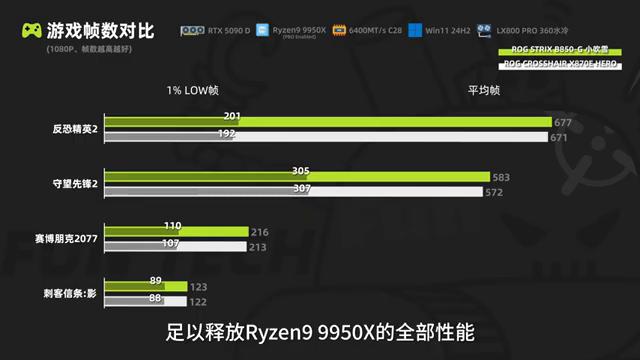 游戏帧数对比
(1080P、帧数越高越好)
RTX 5090 D
Ryzen9 9950X
(PBO Enabled)
6400MT/s C28
Win11 24H2
LX800 PRO 360水冷
ROG STRIX B850-G 小吹雪
ROG CROSSHAIR X870E HERO
1% LOW帧
平均帧
反恐精英2
201
677
192
671
守望先锋2
305
583
307
572
赛博朋克2077
110
216
107
213
刺客信条:影
89
123
88
122
足以释放Ryzen9 9950X的全部性能